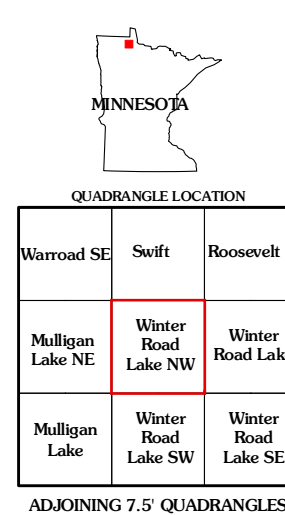 MINNESOTA
QUADRANGLE LOCATION
Warroad SE Swift Roosevelt
Mulligan
Lake NE
Winter
Road
Lake NW
Winter
Road Lak
Mulligan
Lake
Winter
Road
Lake SW
Winter
Road
Lake SE
ADJOINING 7.5' QUADRANGLES